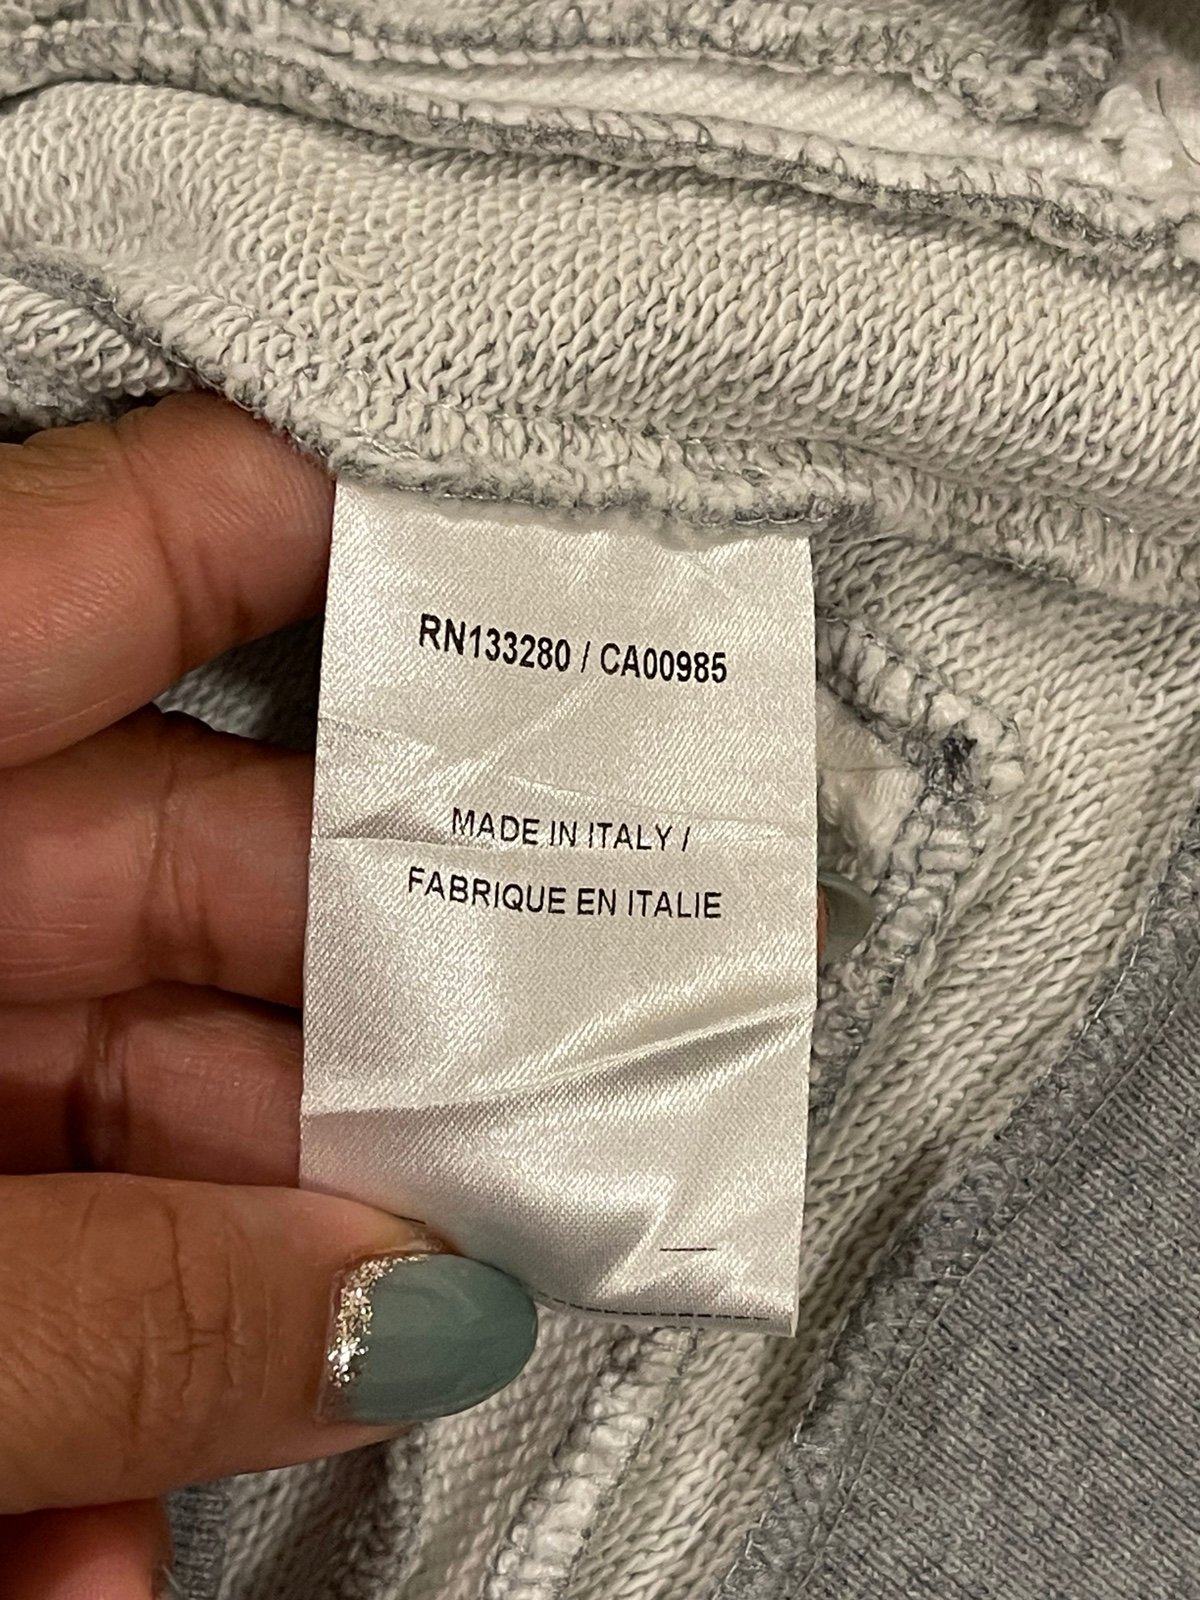 RN133280 / CA00985
MADE IN ITALY /
FABRIQUE EN ITALIE